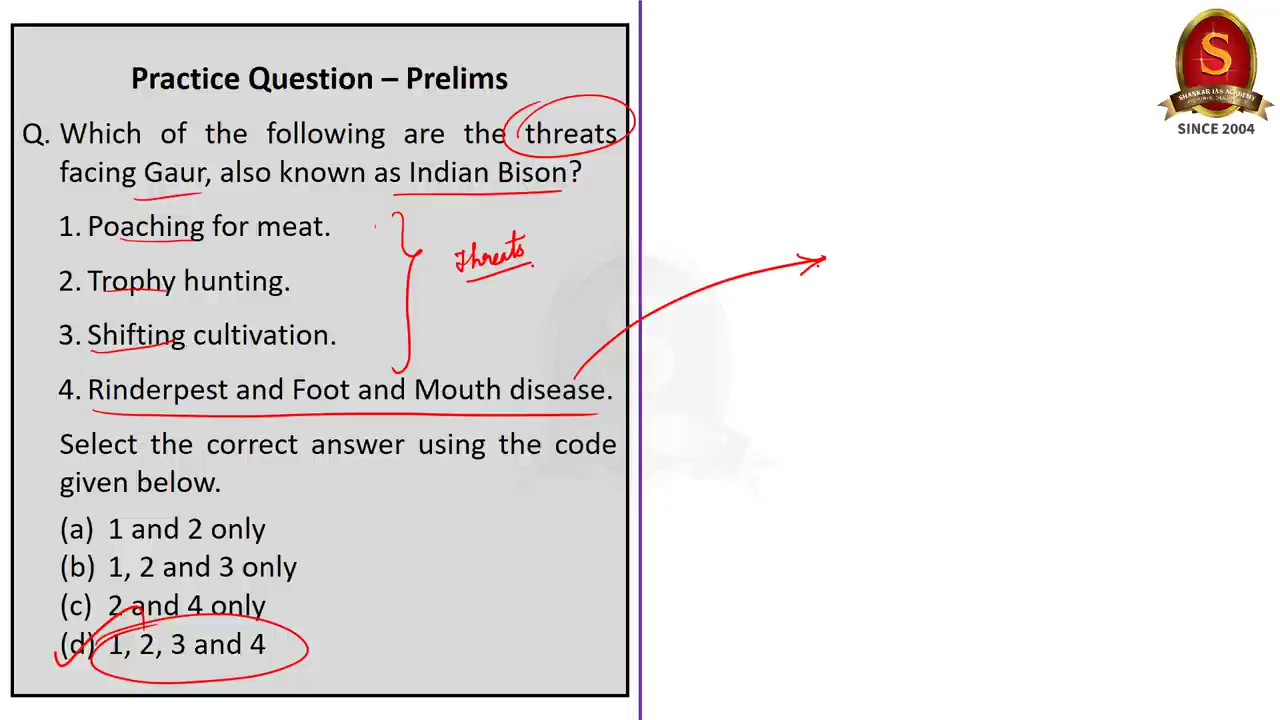 Practice Question – Prelims
Q. Which of the following are the threats
facing Gaur, also known as Indian Bison?
1. Poaching for meat.
2. Trophy hunting.
Threats
3. Shifting cultivation.
4. Rinderpest and Foot and Mouth disease.
Select the correct answer using the code
given below.
(a) 1 and 2 only
(b) 1, 2 and 3 only
(c) 2 and 4 only
(d) 1, 2, 3 and 4
S
SHANKAR IAS ACADEMY
SINCE 2004